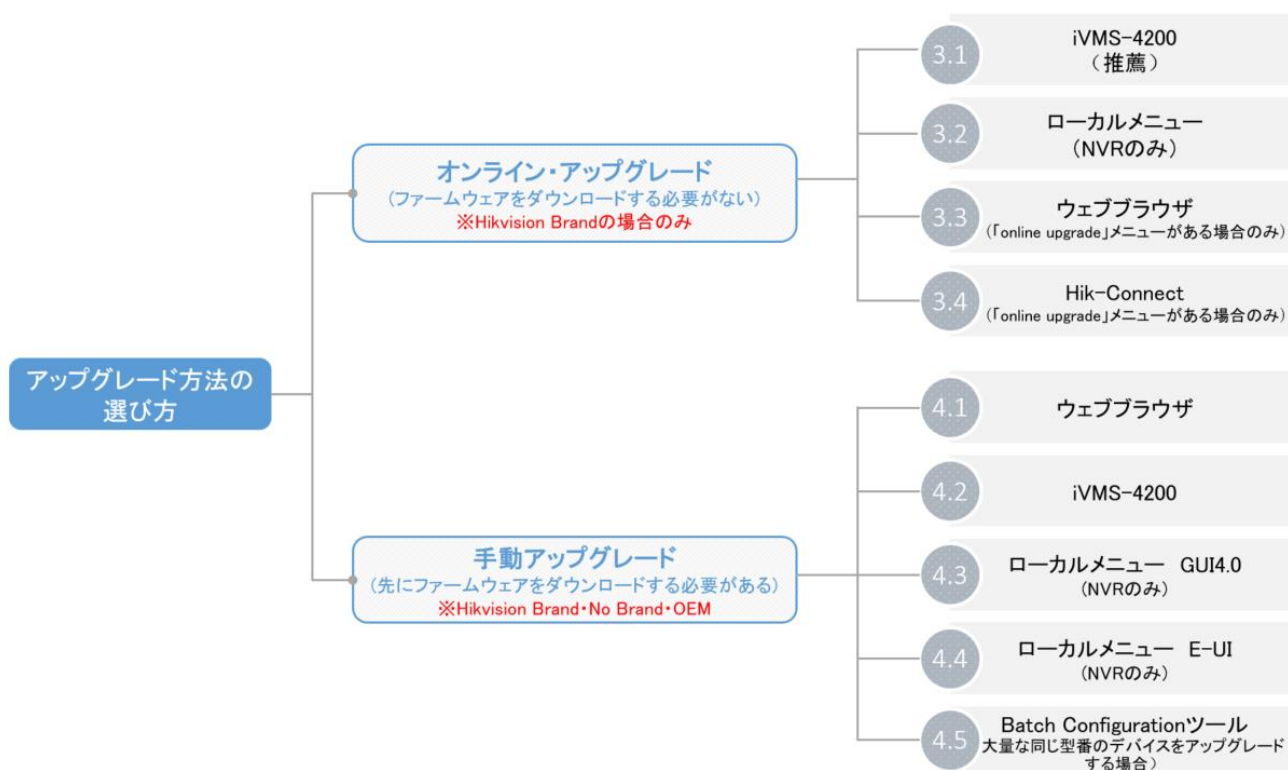 アップグレード方法の
選び方
オンライン・アップグレード
(ファームウェアをダウンロードする必要がない)
※Hikvision Brandの場合のみ
3.1
iVMS-4200
（推薦）
3.2
ローカルメニュー
(NVRのみ)
3.3
ウェブブラウザ
(「online upgrade」メニューがある場合のみ)
3.4
Hik-Connect
(「online upgrade」メニューがある場合のみ)
手動アップグレード
(先にファームウェアをダウンロードする必要がある)
※Hikvision Brand・No Brand・OEM
4.1
ウェブブラウザ
4.2
iVMS-4200
4.3
ローカルメニュー GUI4.0
(NVRのみ)
4.4
ローカルメニュー E-UI
(NVRのみ)
4.5
Batch Configurationツール
大量な同じ型番のデバイスをアップグレード
する場合）